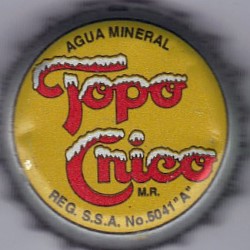 AGUA MINERAL
Topo
Chico
M.R.
REG. S.S.A. No.5041"A"